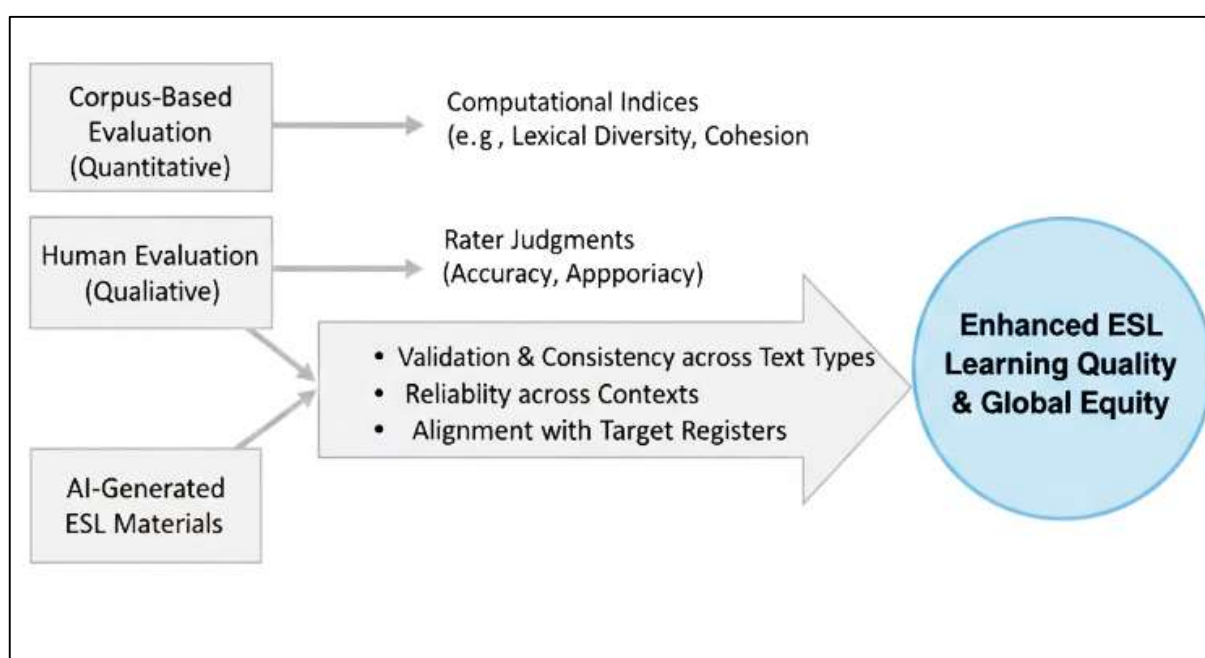 Corpus-Based
Evaluation
(Quantitative)
Computational Indices
(e.g , Lexical Diversity, Cohesion
Human Evaluation
(Qualiative)
Rater Judgments
(Accuracy, Appporiacy)
• Validation & Consistency across Text Types
• Reliablity across Contexts
• Alignment with Target Registers
AI-Generated
ESL Materials
Enhanced ESL
Learning Quality
& Global Equity